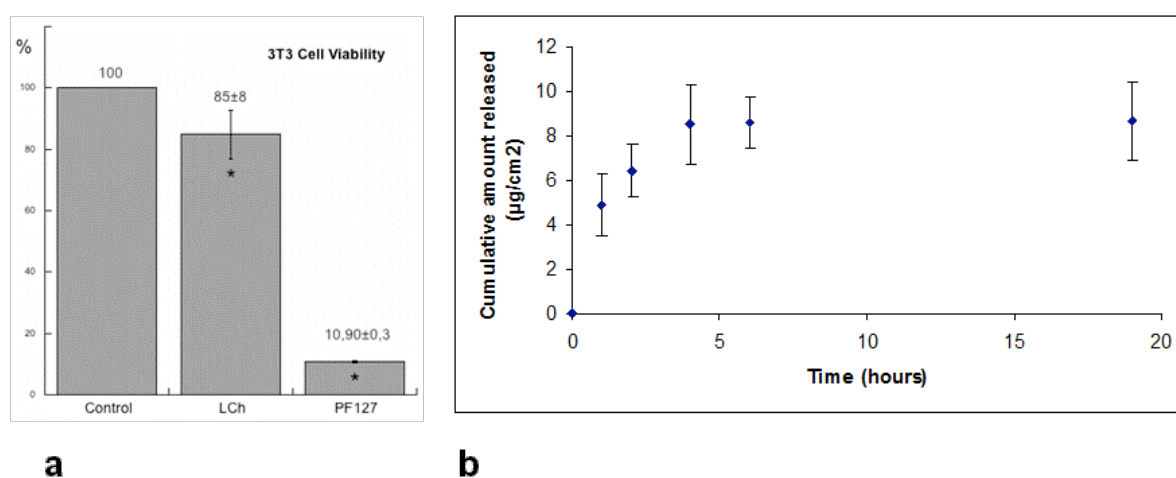 %
3T3 Cell Viability
100
85±8
10,90±0,3
100
80
60
40
20
0
*
*
Control LCh PF127
a
Cumulative amount released
(µg/cm2)
12
10
8
6
4
2
0
0 5 10 15 20
Time (hours)
b